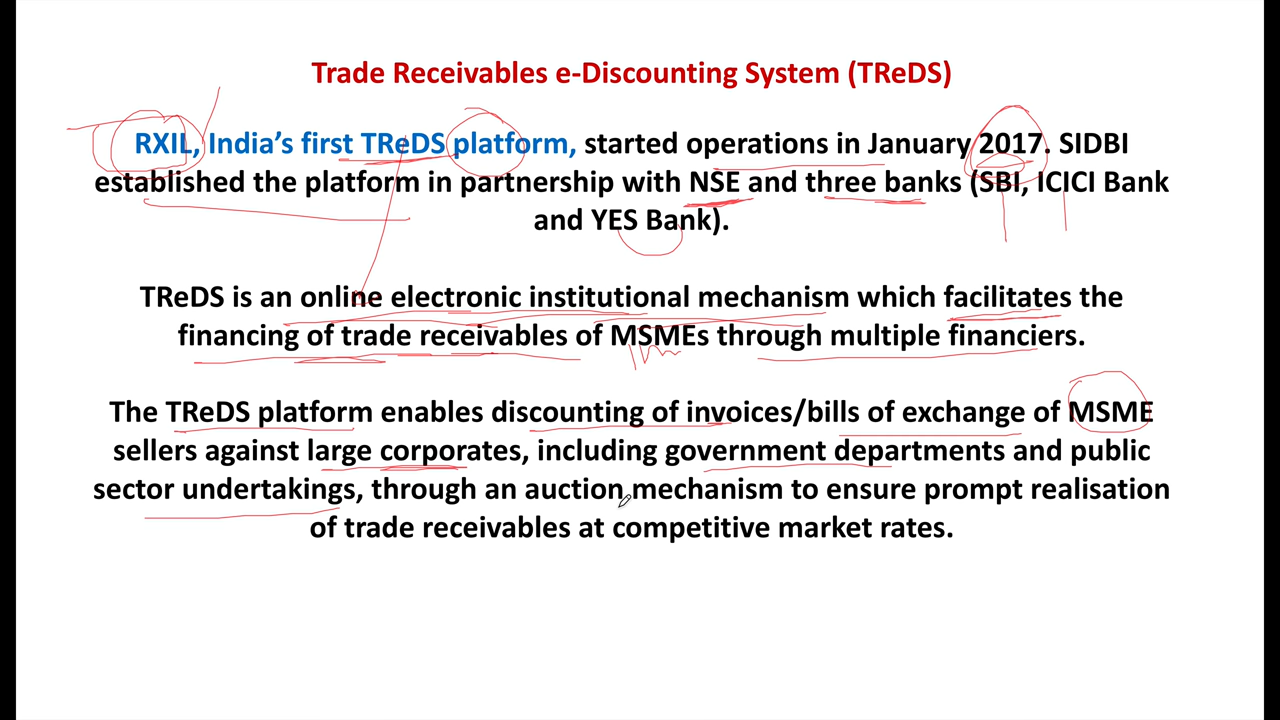 Trade Receivables e-Discounting System (TReDS)
RXIL, India's first TReDS platform, started operations in January 2017. SIDBI
established the platform in partnership with NSE and three banks (SBI, ICICI Bank
and YES Bank).
TReDS is an online electronic institutional mechanism which facilitates the
financing of trade receivables of MSMEs through multiple financiers.
The TReDS platform enables discounting of invoices/bills of exchange of MSME
sellers against large corporates, including government departments and public
sector undertakings, through an auction mechanism to ensure prompt realisation
of trade receivables at competitive market rates.